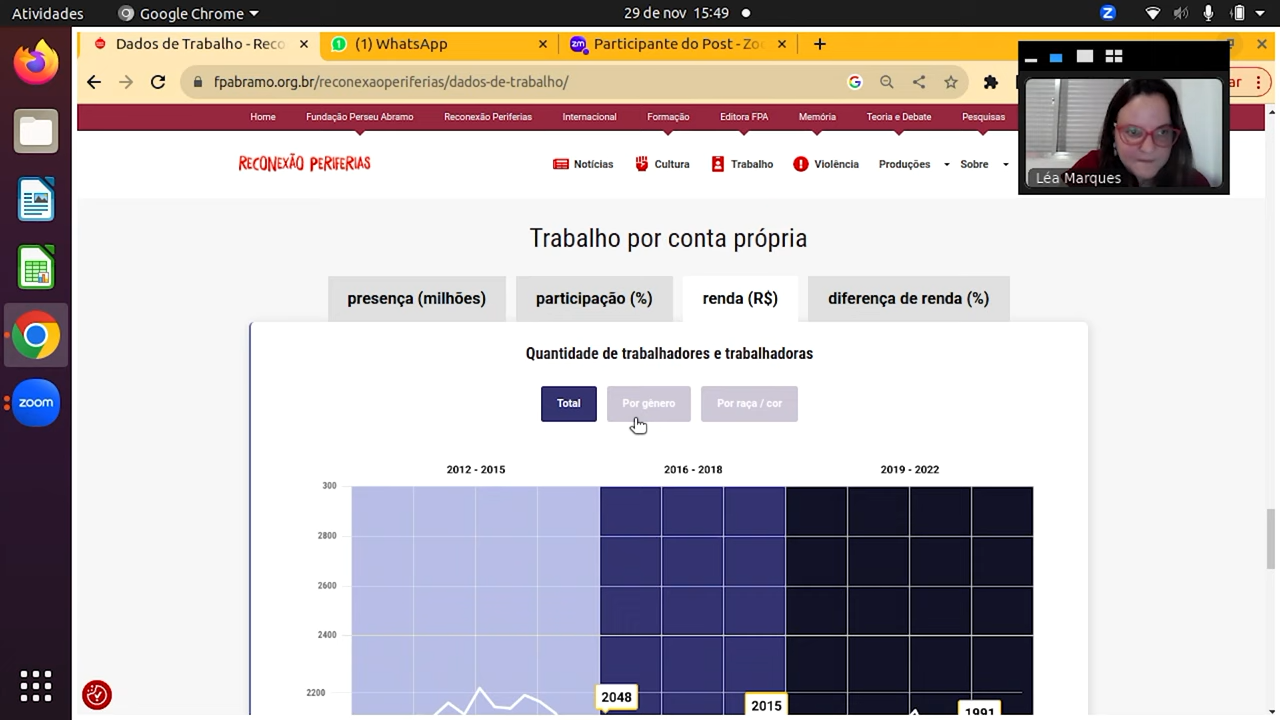 Atividades
Google Chrome
29 de nov 15:49
Dados de Trabalho - Reco
(1) WhatsApp
Participante do Post - Zoo
fpabramo.org.br/reconexaoperiferias/dados-de-trabalho/
Home
Fundação Perseu Abramo
Reconexão Periferias
Internacional
Formação
Editora FPA
Memória
Teoria e Debate
Pesquisas
RECONEXÃO PERIFERIAS
Notícias
Cultura
Trabalho
Violência
Produções
Sobre
Léa Marques
Trabalho por conta própria
presença (milhões)
participação (%)
renda (R$)
diferença de renda (%)
Quantidade de trabalhadores e trabalhadoras
Total
Por gênero
Por raça / cor
2012 - 2015
2016 - 2018
2019 - 2022
300
2800
2600
2400
2200
2048
2015
1991
zoom